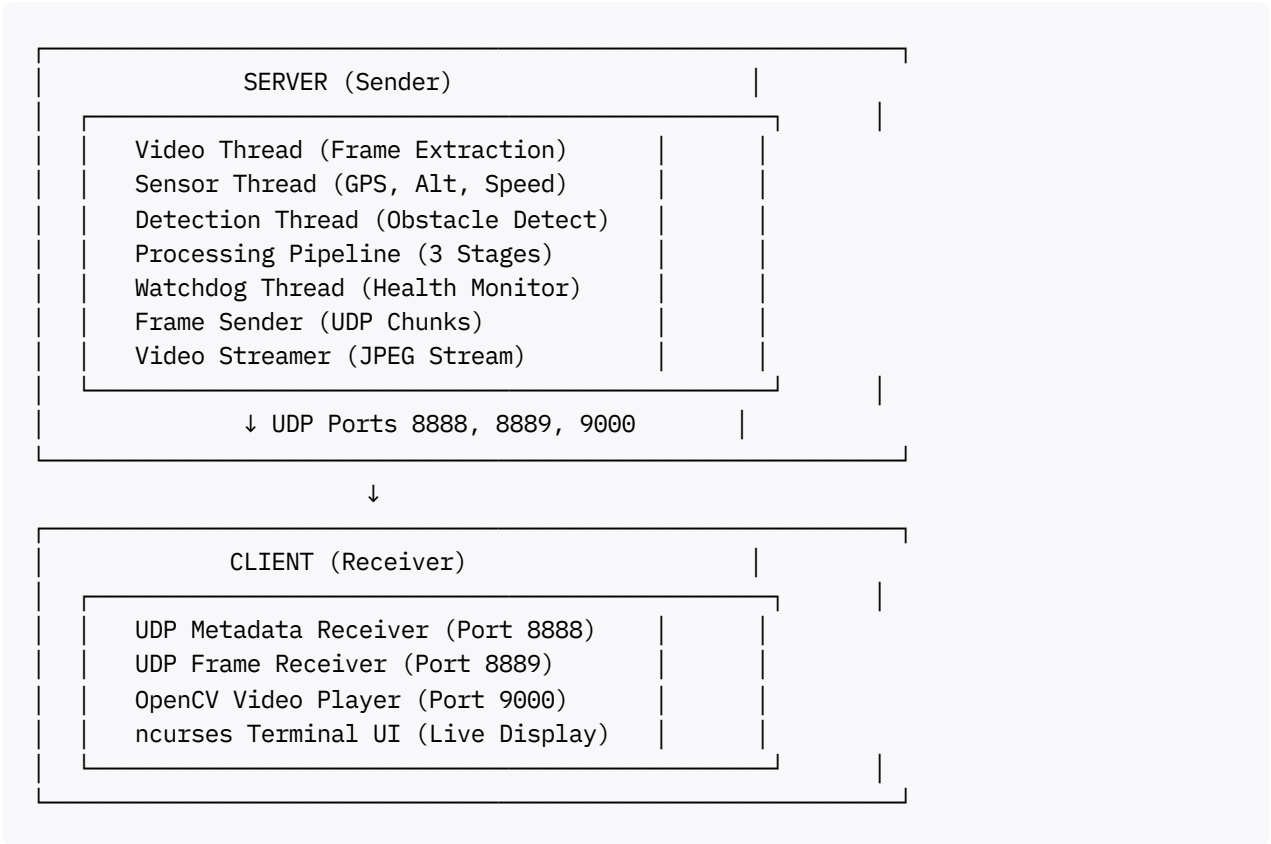 SERVER (Sender)
Video Thread (Frame Extraction)
Sensor Thread (GPS, Alt, Speed)
Detection Thread (Obstacle Detect)
Processing Pipeline (3 Stages)
Watchdog Thread (Health Monitor)
Frame Sender (UDP Chunks)
Video Streamer (JPEG Stream)
↓ UDP Ports 8888, 8889, 9000
↓
CLIENT (Receiver)
UDP Metadata Receiver (Port 8888)
UDP Frame Receiver (Port 8889)
OpenCV Video Player (Port 9000)
ncurses Terminal UI (Live Display)